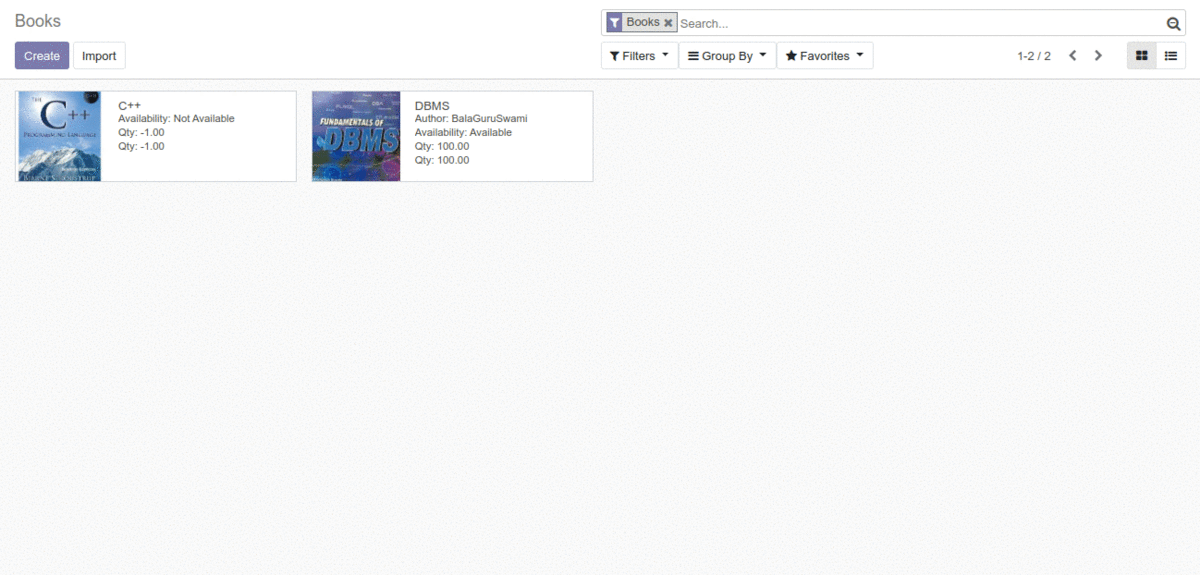 Books
Books Search...
Create Import
Filters Group By Favorites 1-2 / 2
THE
C++
PROGRAMMING LANGUAGE
C++
Availability: Not Available
Qty: -1.00
Qty: -1.00
FUNDAMENTALS OF
DBMS
DBMS
Author: BalaGuruSwami
Availability: Available
Qty: 100.00
Qty: 100.00